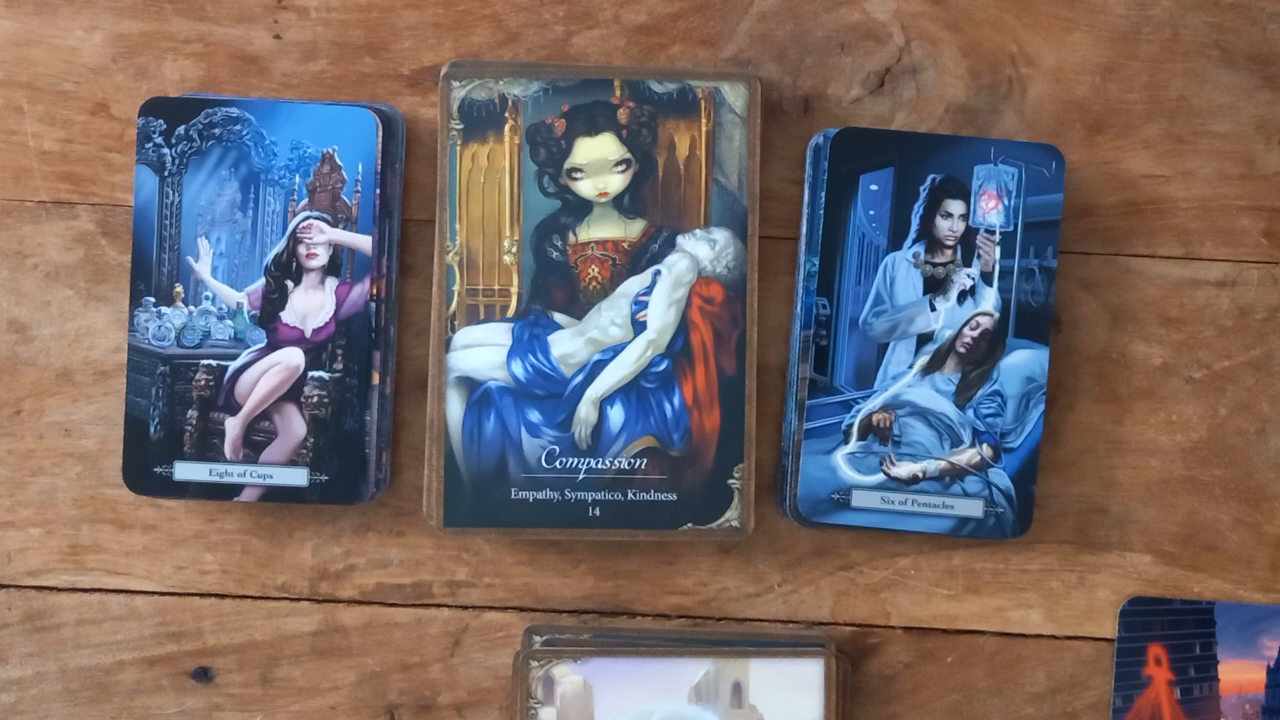 Eight of Cups
Compassion
Empathy, Sympatico, Kindness
14
Six of Pentacles